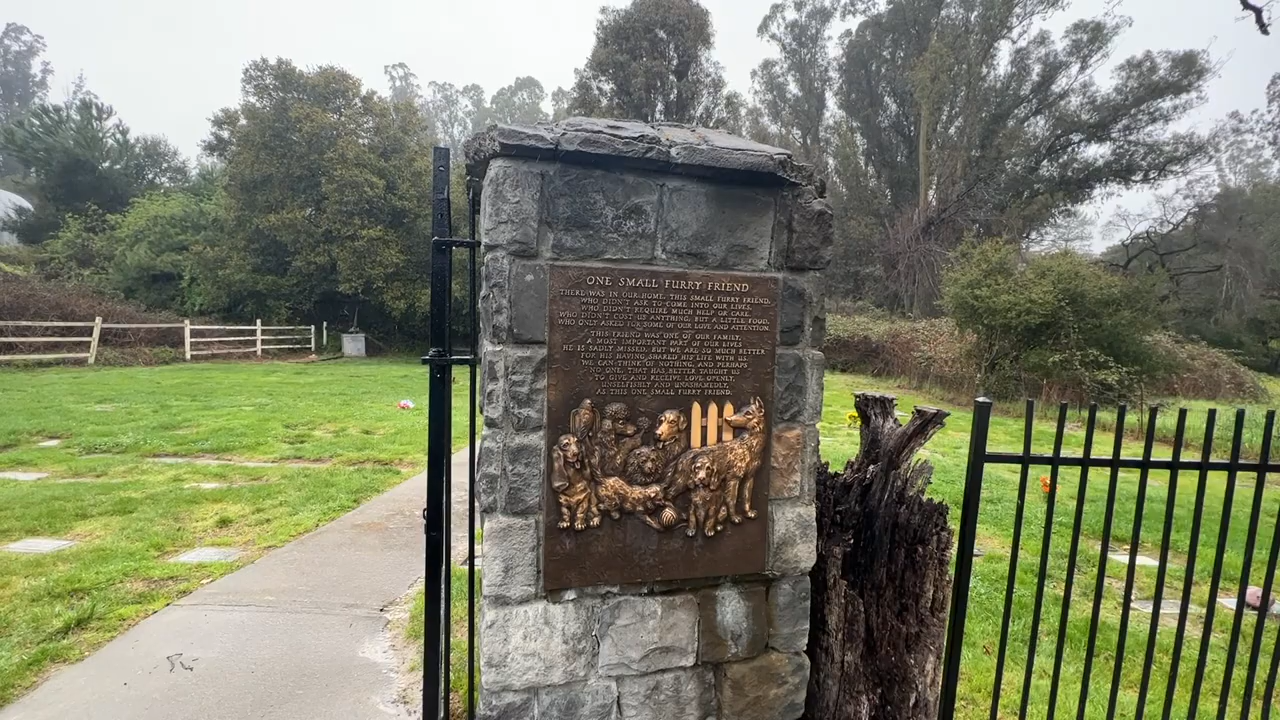 ONE SMALL FURRY FRIEND
THERE WAS IN OUR HOME, THIS SMALL FURRY FRIEND,
WHO DIDN'T ASK TO COME INTO OUR LIVES,
WHO DIDN'T REQUIRE MUCH HELP OR CARE,
WHO DIDN'T COST US ANYTHING, BUT A LITTLE FOOD,
WHO ONLY ASKED FOR SOME OF OUR LOVE AND ATTENTION.
THIS FRIEND WAS ONE OF OUR FAMILY,
A MOST IMPORTANT PART OF OUR LIVES
HE IS SADLY MISSED, BUT WE ARE SO MUCH BETTER
FOR HIS HAVING SHARED HIS LIFE WITH US.
WE CAN THINK OF NOTHING, AND PERHAPS
NO ONE, THAT HAS BETTER TAUGHT US
TO GIVE AND RECEIVE LOVE OPENLY,
UNSELFISHLY AND UNASHAMEDLY,
AS THIS ONE SMALL FURRY FRIEND.